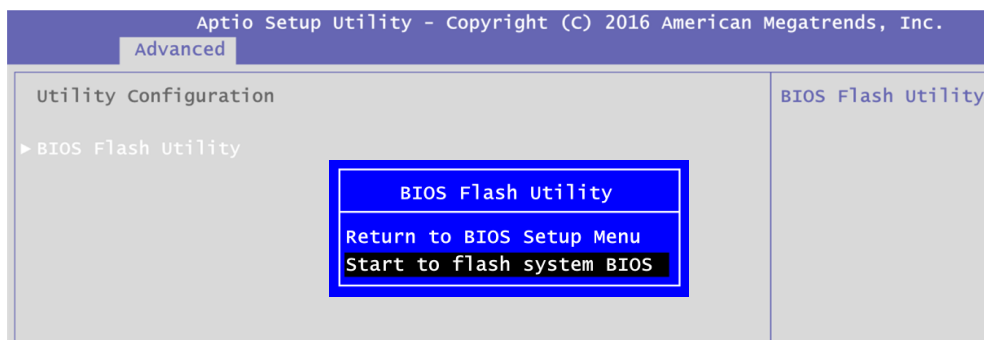 Aptio Setup Utility - Copyright (C) 2016 American Megatrends, Inc.
Advanced
Utility Configuration
BIOS Flash Utility
BIOS Flash Utility
BIOS Flash Utility
Return to BIOS Setup Menu
Start to flash system BIOS